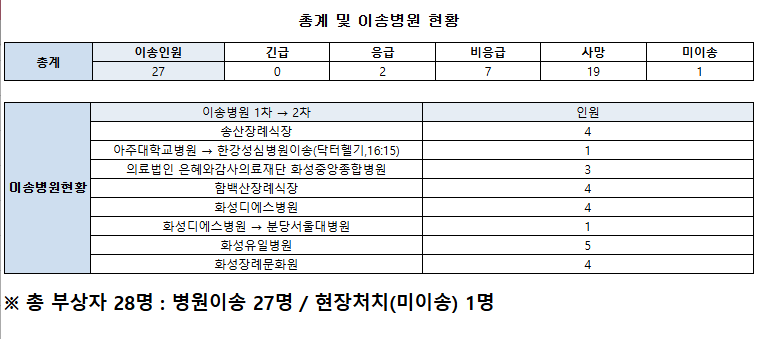 총계 및 이송병원 현황
총계 이송인원 긴급 응급 비응급 사망 미이송
27 0 2 7 19 1
이송병원현황 이송병원 1차 → 2차 인원
송산장례식장 4
아주대학교병원 → 한강성심병원이송(닥터헬기,16:15) 1
의료법인 은혜와감사의료재단 화성중앙종합병원 3
함백산장례식장 4
화성디에스병원 4
화성디에스병원 → 분당서울대병원 1
화성유일병원 5
화성장례문화원 4
※ 총 부상자 28명 : 병원이송 27명 / 현장처치(미이송) 1명